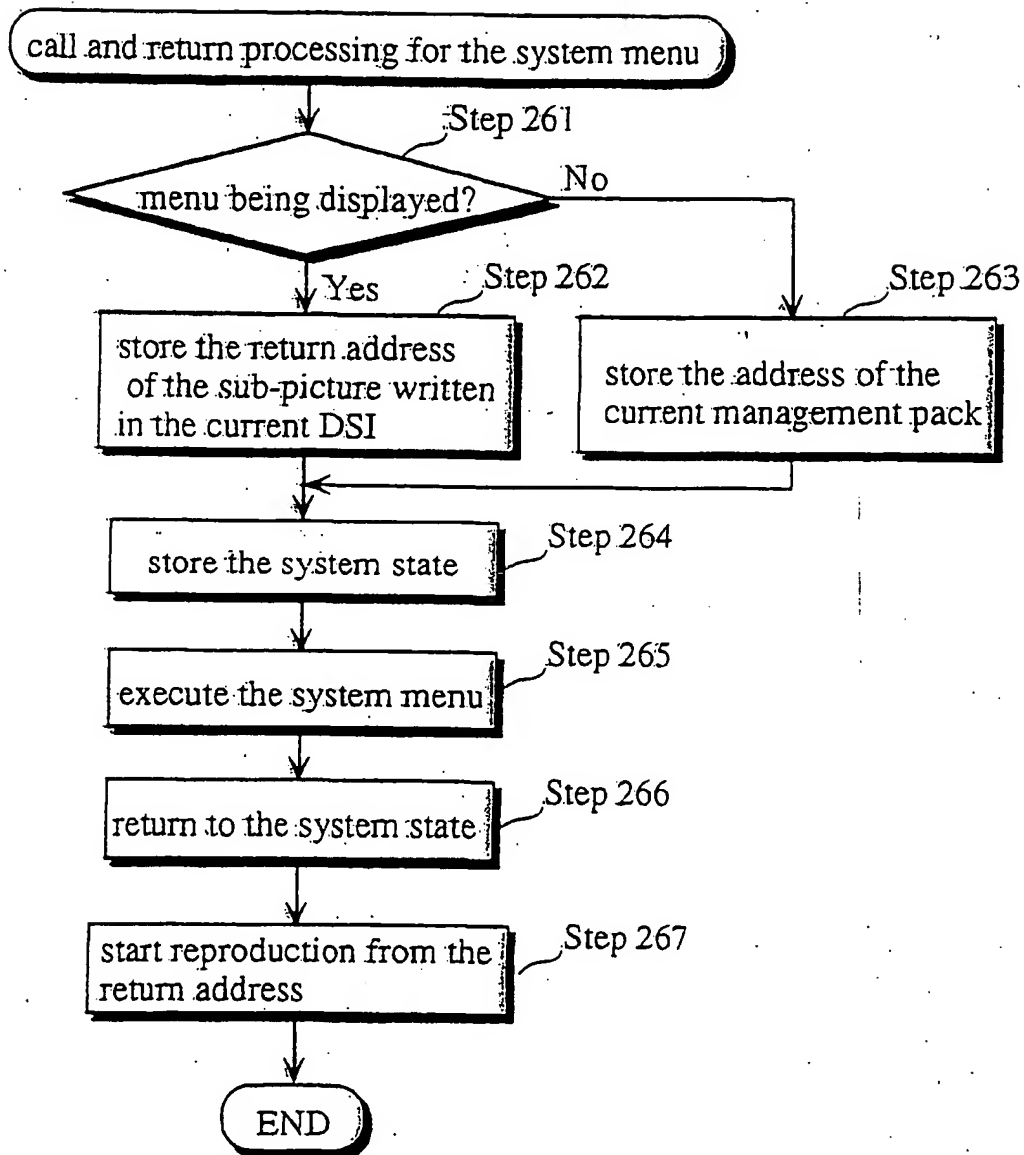 call and return processing for the system menu
Step 261
menu being displayed?
No
Yes
Step 262
Step 263
store the return address
of the sub-picture written
in the current DSI
store the address of the
current management pack
store the system state
Step 264
execute the system menu
Step 265
return to the system state
Step 266
start reproduction from the
return address
Step 267
END